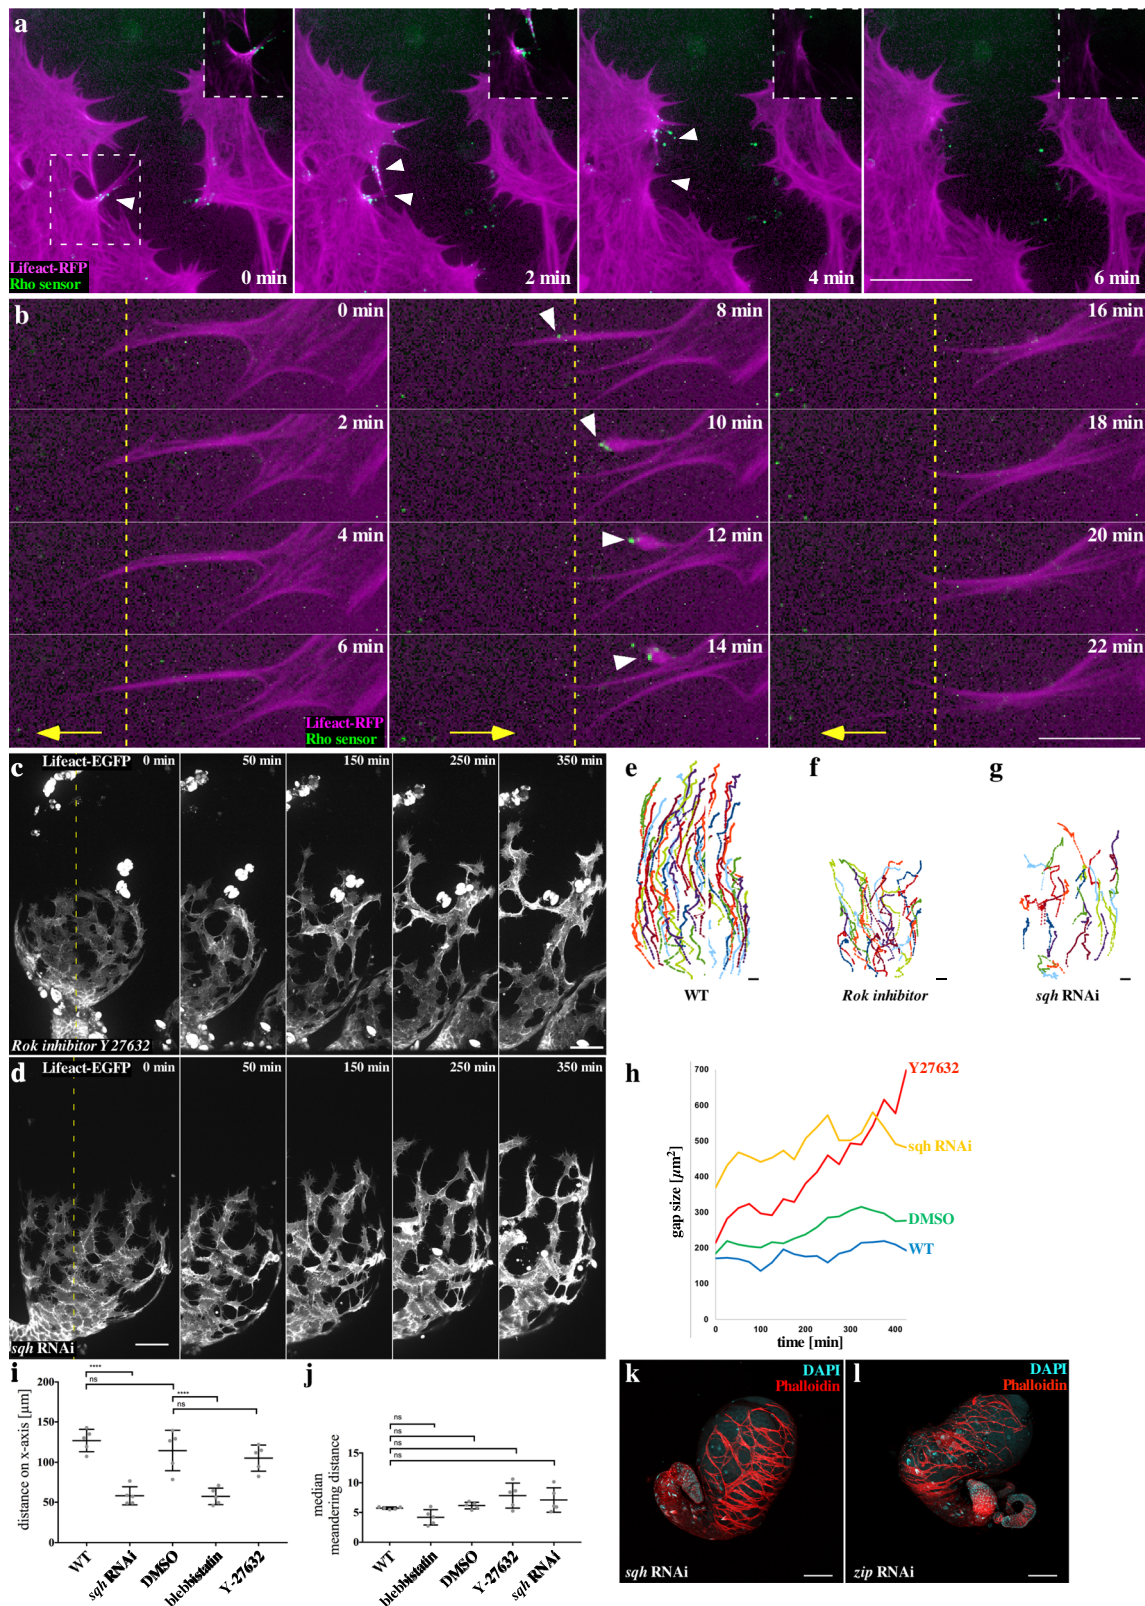 a
0 min
2 min
4 min
6 min
Lifeact-RFP
Rho sensor
b
0 min
8 min
16 min
2 min
10 min
18 min
4 min
12 min
20 min
6 min
14 min
22 min
Lifeact-RFP
Rho sensor
c
Lifeact-EGFP
0 min
50 min
150 min
250 min
350 min
Rok inhibitor Y 27632
d
Lifeact-EGFP
0 min
50 min
150 min
250 min
350 min
sqh RNAi
e
WT
f
Rok inhibitor
g
sqh RNAi
h
gap size [µm²]
700
600
500
400
300
200
100
0
0
100
200
300
400
time [min]
Y27632
sqh RNAi
DMSO
WT
i
distance on x-axis [µm]
200
150
100
50
0
****
ns
****
ns
WT
sqh RNAi
DMSO
blebbistatin
Y-27632
j
median
meandering distance
15
10
5
0
ns
ns
ns
ns
WT
blebbistatin
DMSO
Y-27632
sqh RNAi
k
DAPI
Phalloidin
sqh RNAi
l
DAPI
Phalloidin
zip RNAi